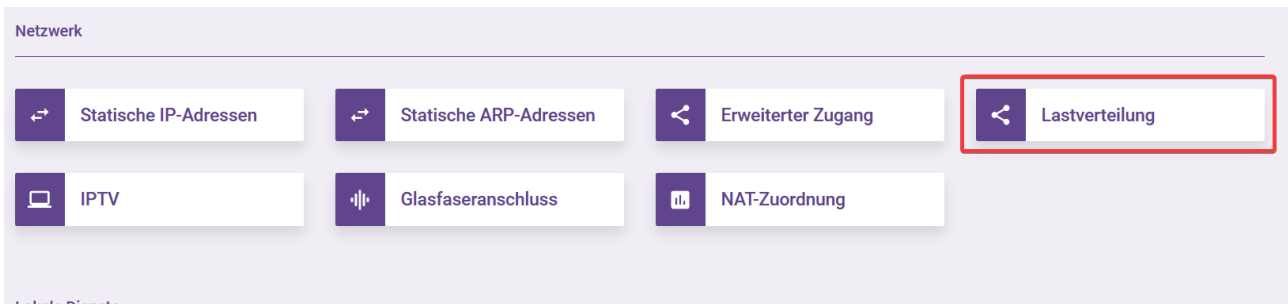 Netzwerk
Statische IP-Adressen
Statische ARP-Adressen
Erweiterter Zugang
Lastverteilung
IPTV
Glasfaseranschluss
NAT-Zuordnung